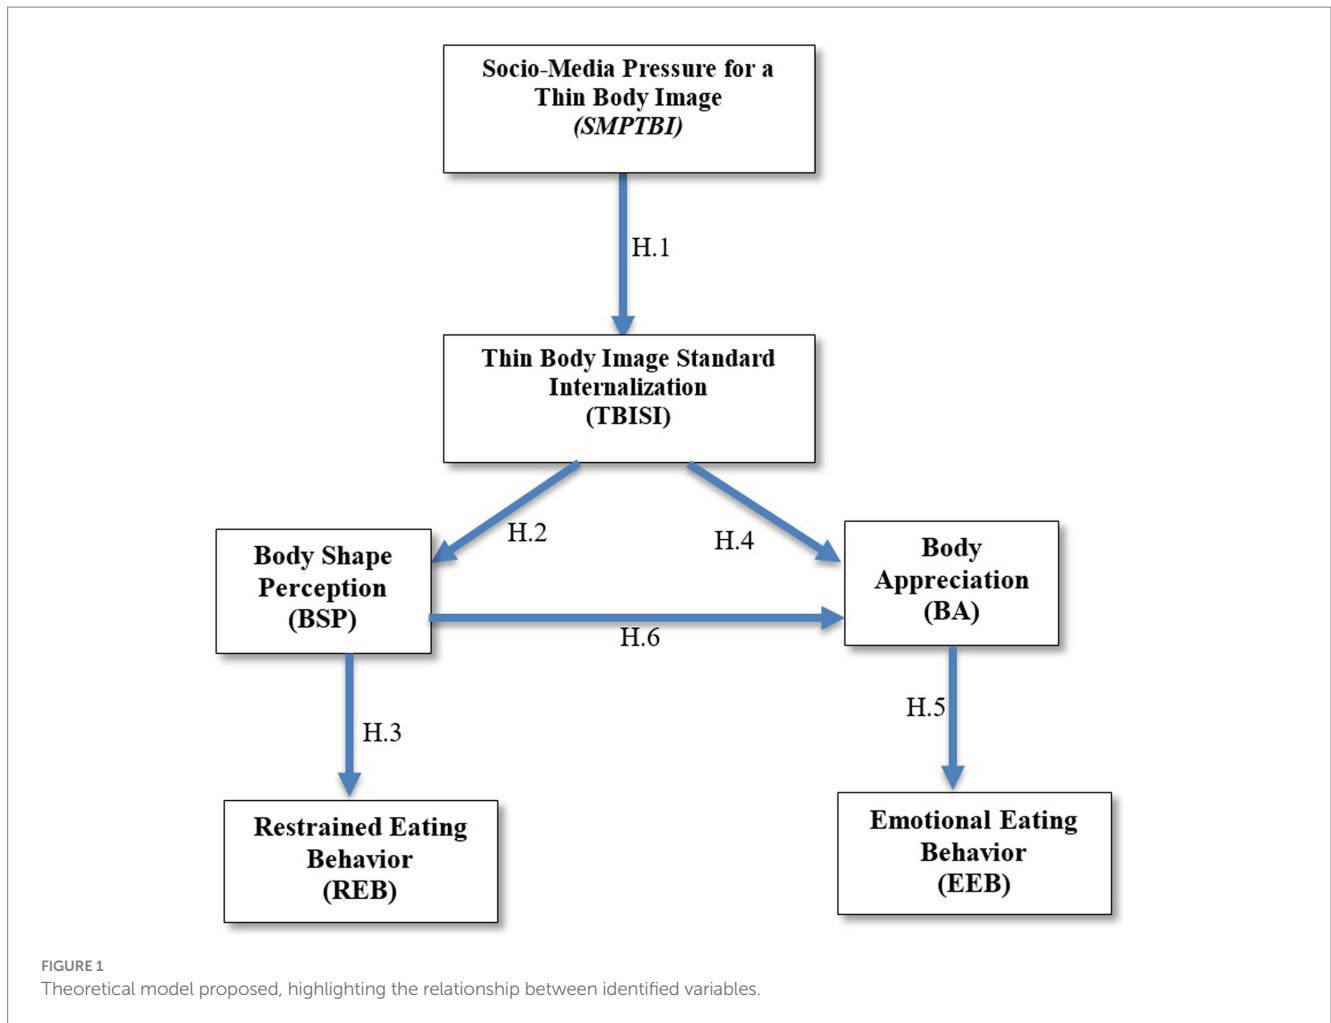 Socio-Media Pressure for a
Thin Body Image
(SMPTBI)
H.1
Thin Body Image Standard
Internalization
(TBISI)
H.2
H.4
Body Shape
Perception
(BSP)
Body
Appreciation
(BA)
H.6
H.3
H.5
Restrained Eating
Behavior
(REB)
Emotional Eating
Behavior
(EEB)
FIGURE 1
Theoretical model proposed, highlighting the relationship between identified variables.